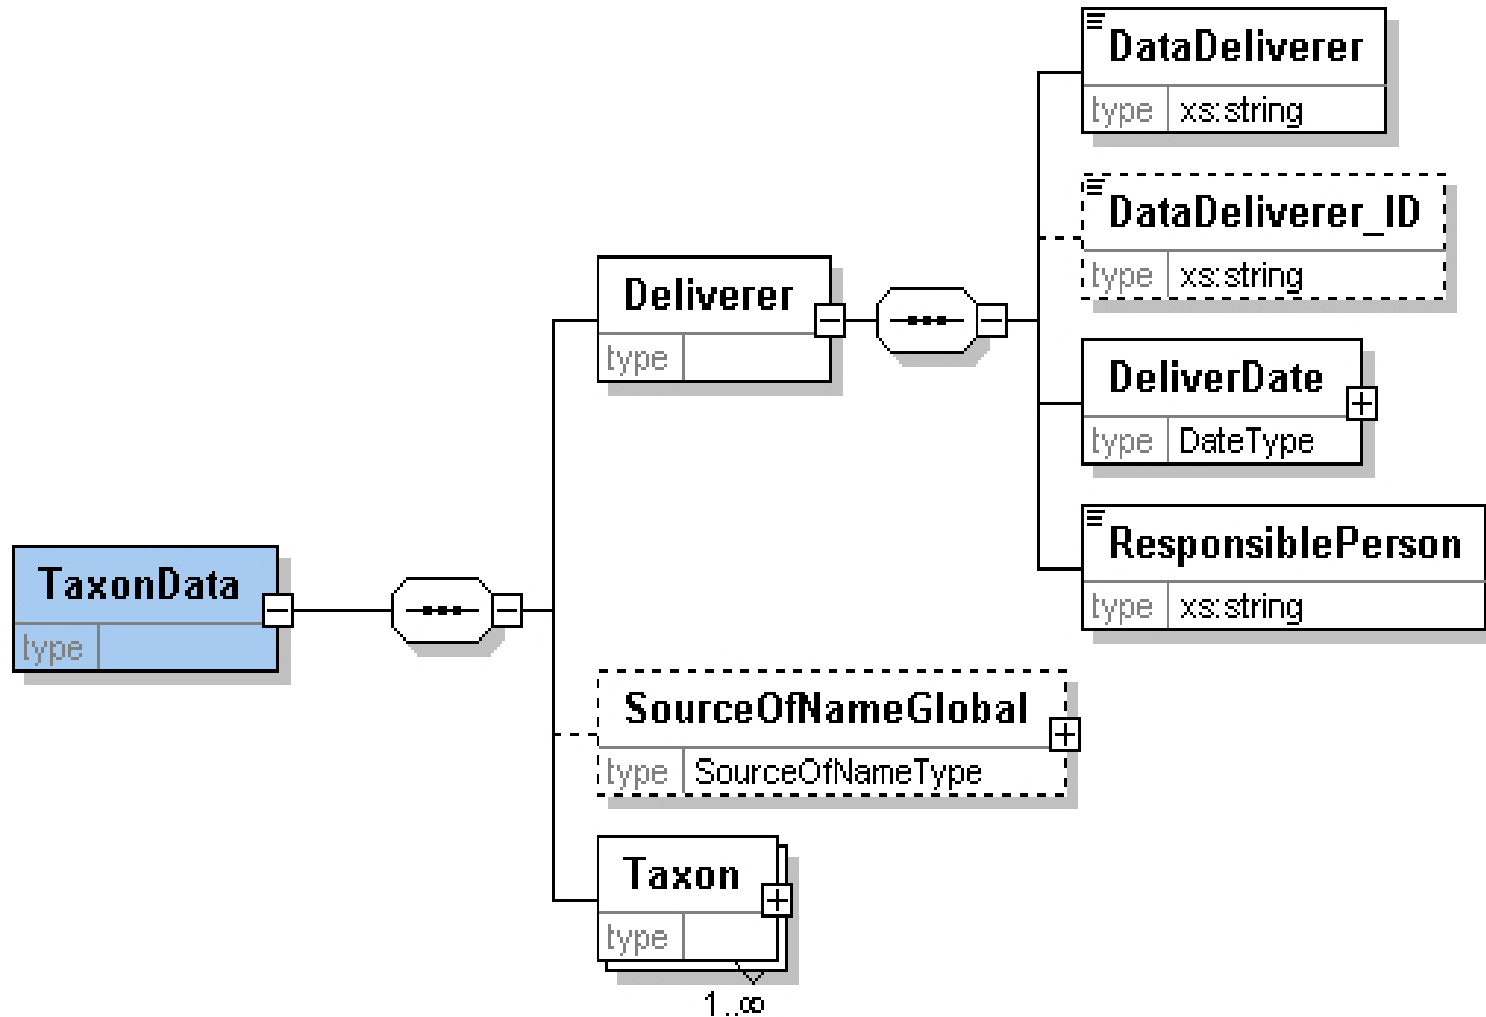 DataDeliverer
type xs:string
DataDeliverer_ID
type xs:string
Deliverer
type
DeliverDate
type DateType
ResponsiblePerson
type xs:string
TaxonData
type
SourceOfNameGlobal
type SourceOfNameType
Taxon
type
1..∞